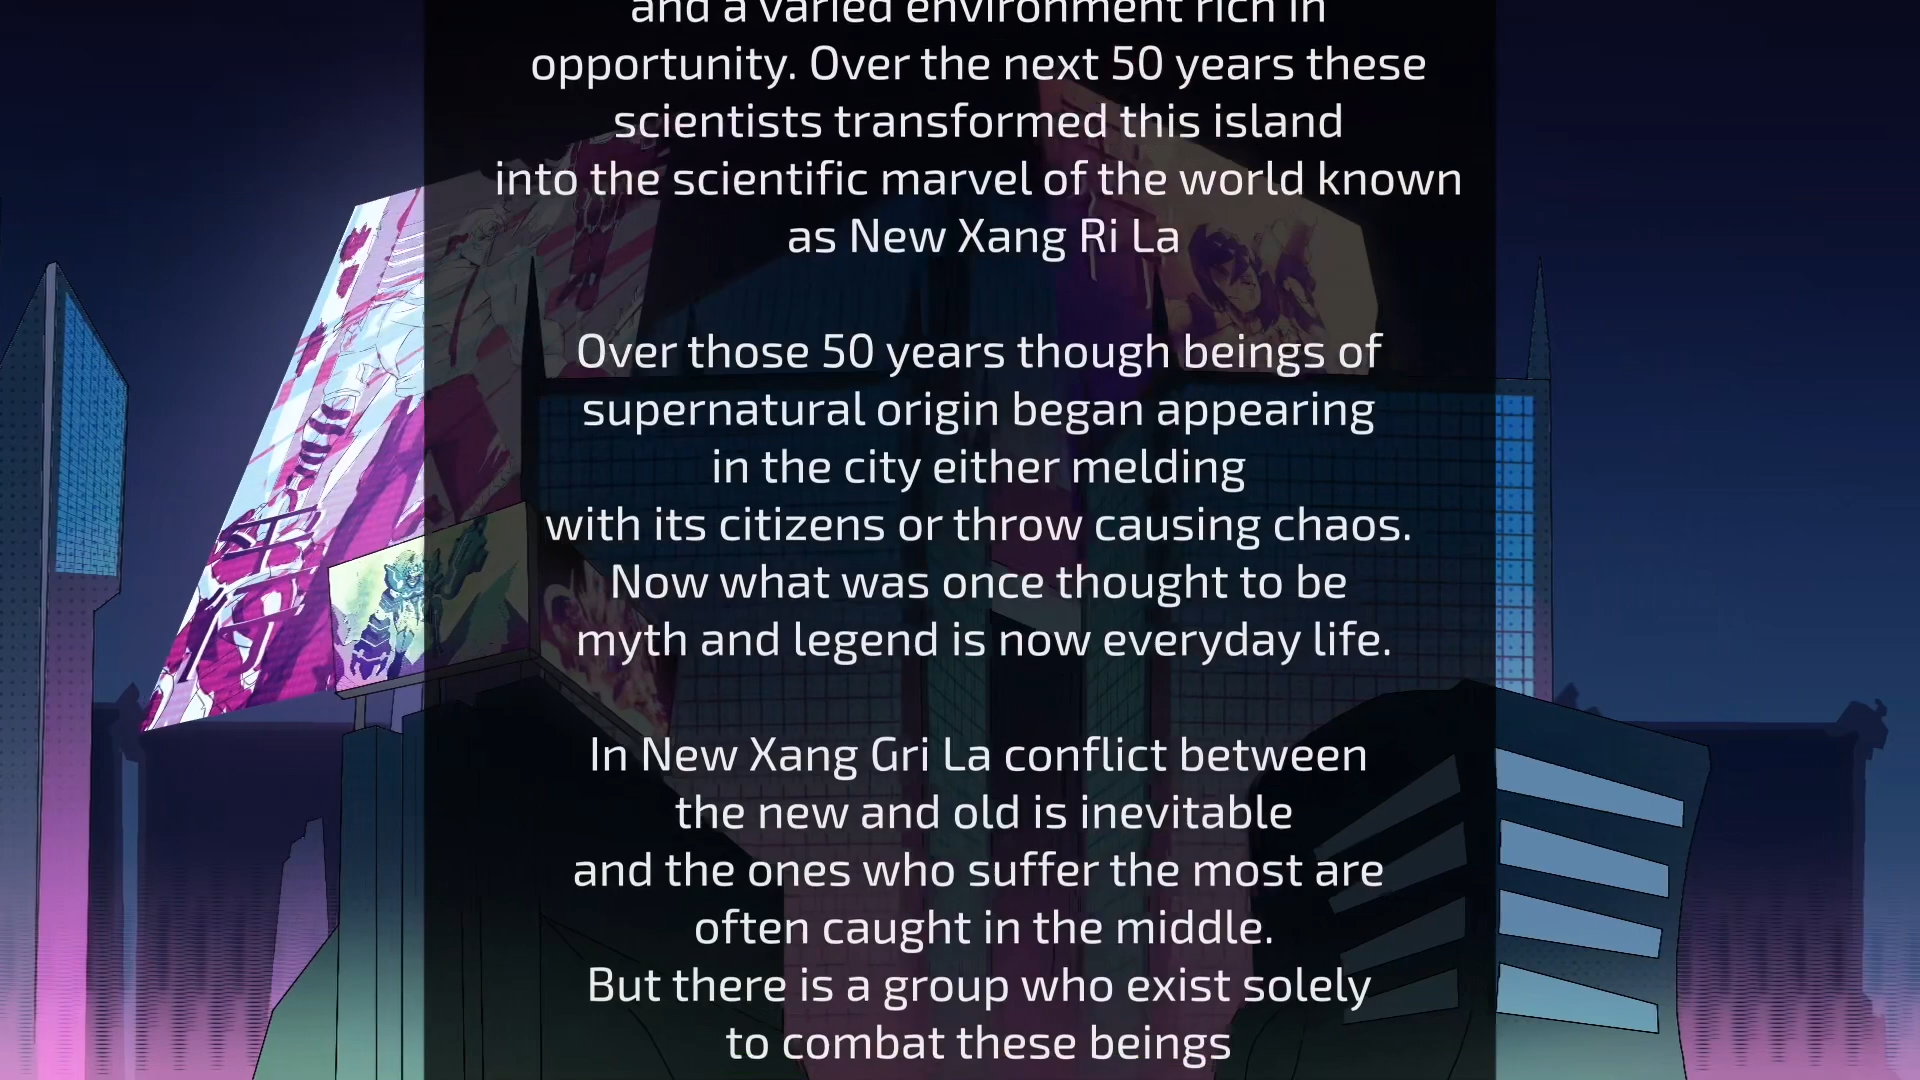 and a varied environment rich in
opportunity. Over the next 50 years these
scientists transformed this island
into the scientific marvel of the world known
as New Xang Ri La
Over those 50 years though beings of
supernatural origin began appearing
in the city either melding
with its citizens or throw causing chaos.
Now what was once thought to be
myth and legend is now everyday life.
In New Xang Gri La conflict between
the new and old is inevitable
and the ones who suffer the most are
often caught in the middle.
But there is a group who exist solely
to combat these beings